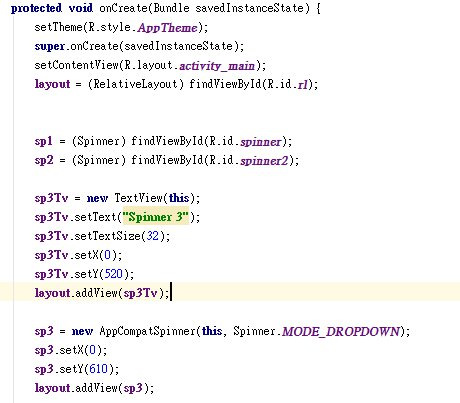 protected void onCreate(Bundle savedInstanceState) {
setTheme(R.style.AppTheme);
super.onCreate(savedInstanceState);
setContentView(R.layout.activity_main);
layout = (RelativeLayout) findViewById(R.id.rl);
sp1 = (Spinner) findViewById(R.id.spinner);
sp2 = (Spinner) findViewById(R.id.spinner2);
sp3Tv = new TextView(this);
sp3Tv.setText("Spinner 3");
sp3Tv.setTextSize(32);
sp3Tv.setX(0);
sp3Tv.setY(520);
layout.addView(sp3Tv);
sp3 = new AppCompatSpinner(this, Spinner.MODE_DROPDOWN);
sp3.setX(0);
sp3.setY(610);
layout.addView(sp3);